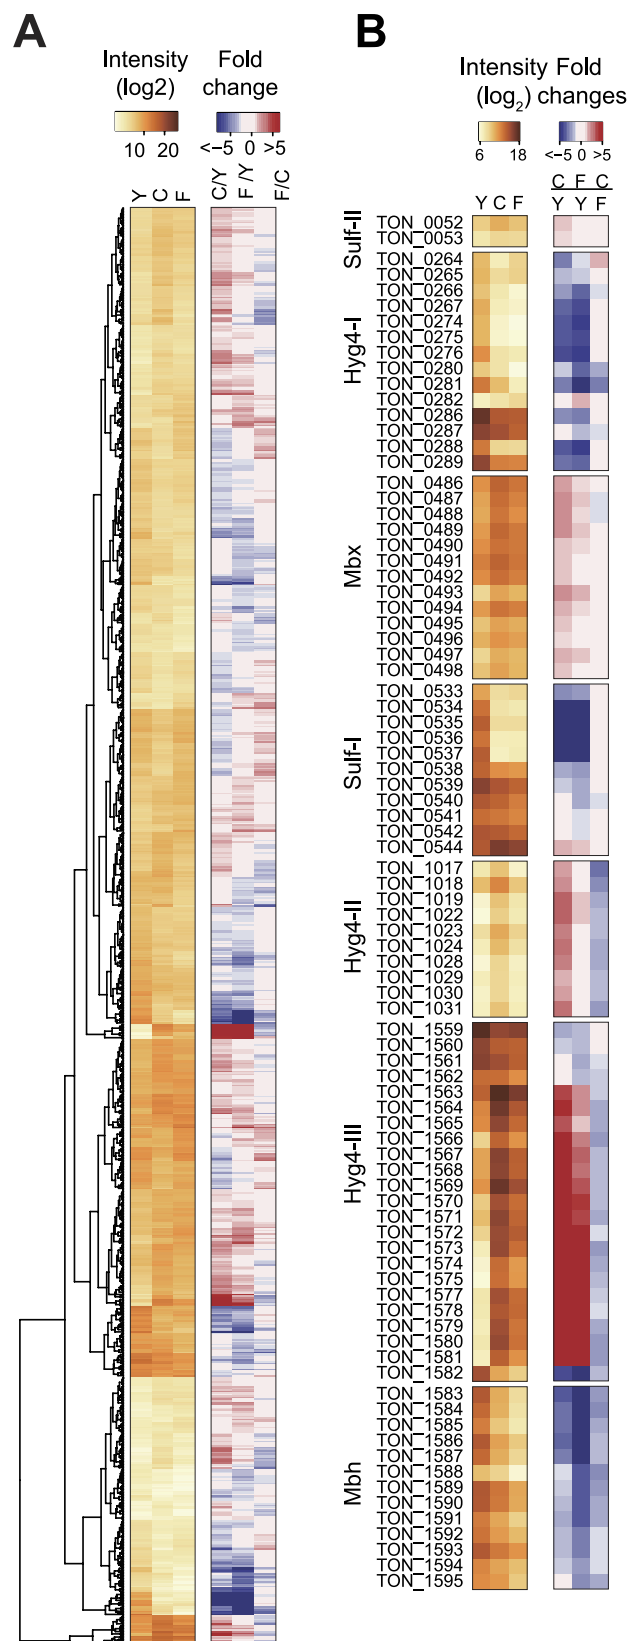 A
B
Intensity
(log2)
Fold
change
10 20
<−5 0 >5
Y C F
C/Y F/Y F/C
Intensity Fold
(log2) changes
6 18
<−5 0 >5
C F C
Y C F
Y Y F
Sulf-II
TON_0052
TON_0053
Hyg4-I
TON_0264
TON_0265
TON_0266
TON_0267
TON_0274
TON_0275
TON_0276
TON_0280
TON_0281
TON_0282
TON_0286
TON_0287
TON_0288
TON_0289
Mbx
TON_0486
TON_0487
TON_0488
TON_0489
TON_0490
TON_0491
TON_0492
TON_0493
TON_0494
TON_0495
TON_0496
TON_0497
TON_0498
Sulf-I
TON_0533
TON_0534
TON_0535
TON_0536
TON_0537
TON_0538
TON_0539
TON_0540
TON_0541
TON_0542
TON_0544
Hyg4-II
TON_1017
TON_1018
TON_1019
TON_1022
TON_1023
TON_1024
TON_1028
TON_1029
TON_1030
TON_1031
Hyg4-III
TON_1559
TON_1560
TON_1561
TON_1562
TON_1563
TON_1564
TON_1565
TON_1566
TON_1567
TON_1568
TON_1569
TON_1570
TON_1571
TON_1572
TON_1573
TON_1574
TON_1575
TON_1577
TON_1578
TON_1579
TON_1580
TON_1581
TON_1582
Mbh
TON_1583
TON_1584
TON_1585
TON_1586
TON_1587
TON_1588
TON_1589
TON_1590
TON_1591
TON_1592
TON_1593
TON_1594
TON_1595